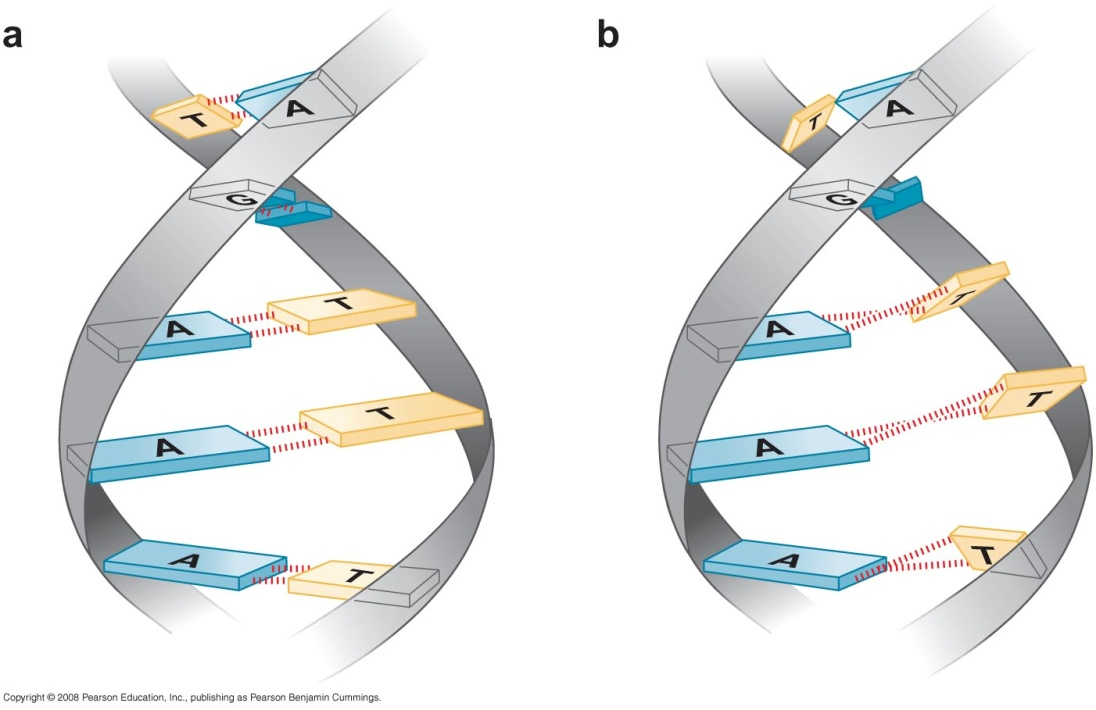 a
b
T A
G
A T
A T
A T
T A
G
A T
A T
A T
Copyright © 2008 Pearson Education, Inc., publishing as Pearson Benjamin Cummings.